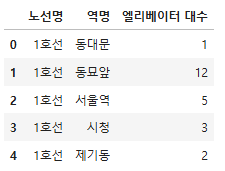 노선명 역명 엘리베이터 대수
0 1호선 동대문 1
1 1호선 동묘앞 12
2 1호선 서울역 5
3 1호선 시청 3
4 1호선 제기동 2